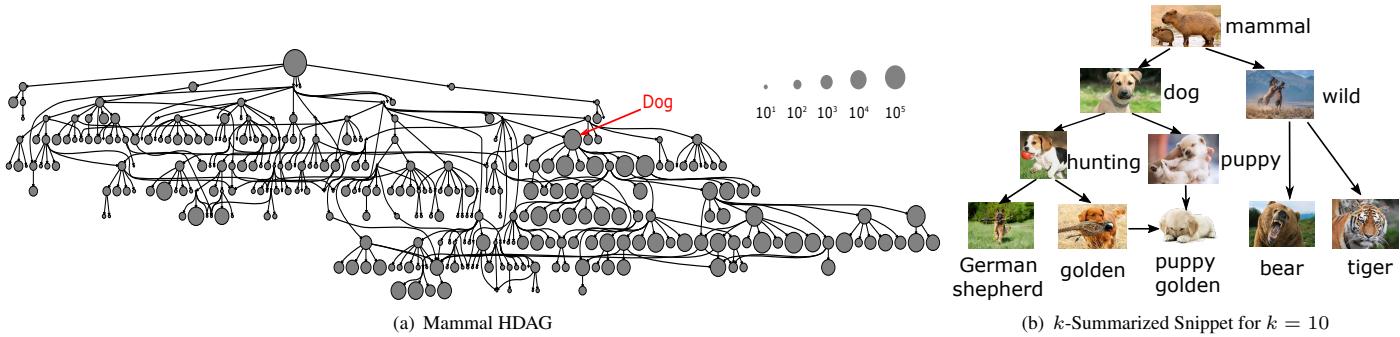 Dog
10¹ 10² 10³ 10⁴ 10⁵
(a) Mammal HDAG
mammal
dog
wild
hunting
puppy
German
shepherd
golden
puppy
golden
bear
tiger
(b) k-Summarized Snippet for k = 10